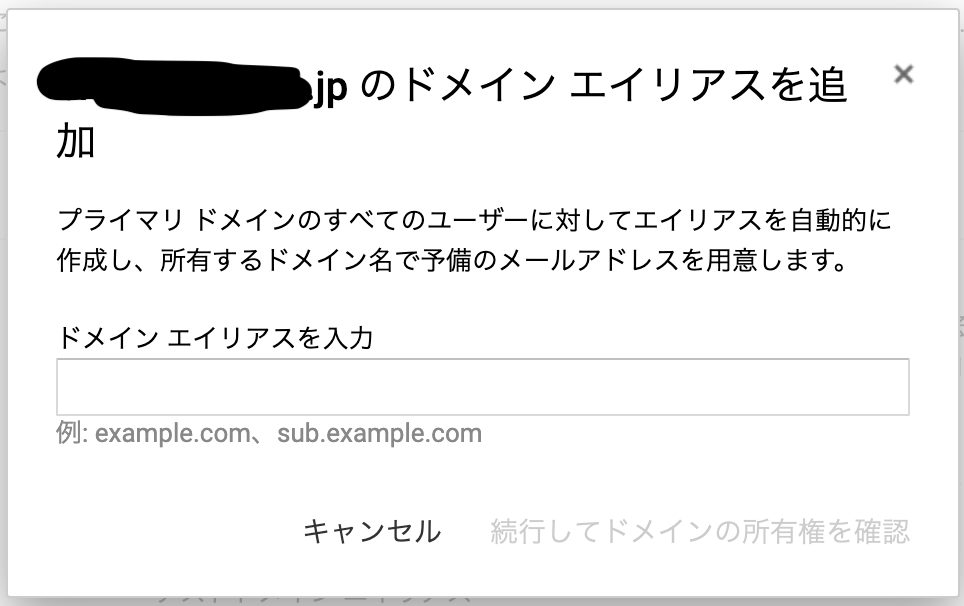 .jp のドメイン エイリアスを追
加
×
プライマリ ドメインのすべてのユーザーに対してエイリアスを自動的に
作成し、所有するドメイン名で予備のメールアドレスを用意します。
ドメイン エイリアスを入力
例: example.com、sub.example.com
キャンセル 続行してドメインの所有権を確認